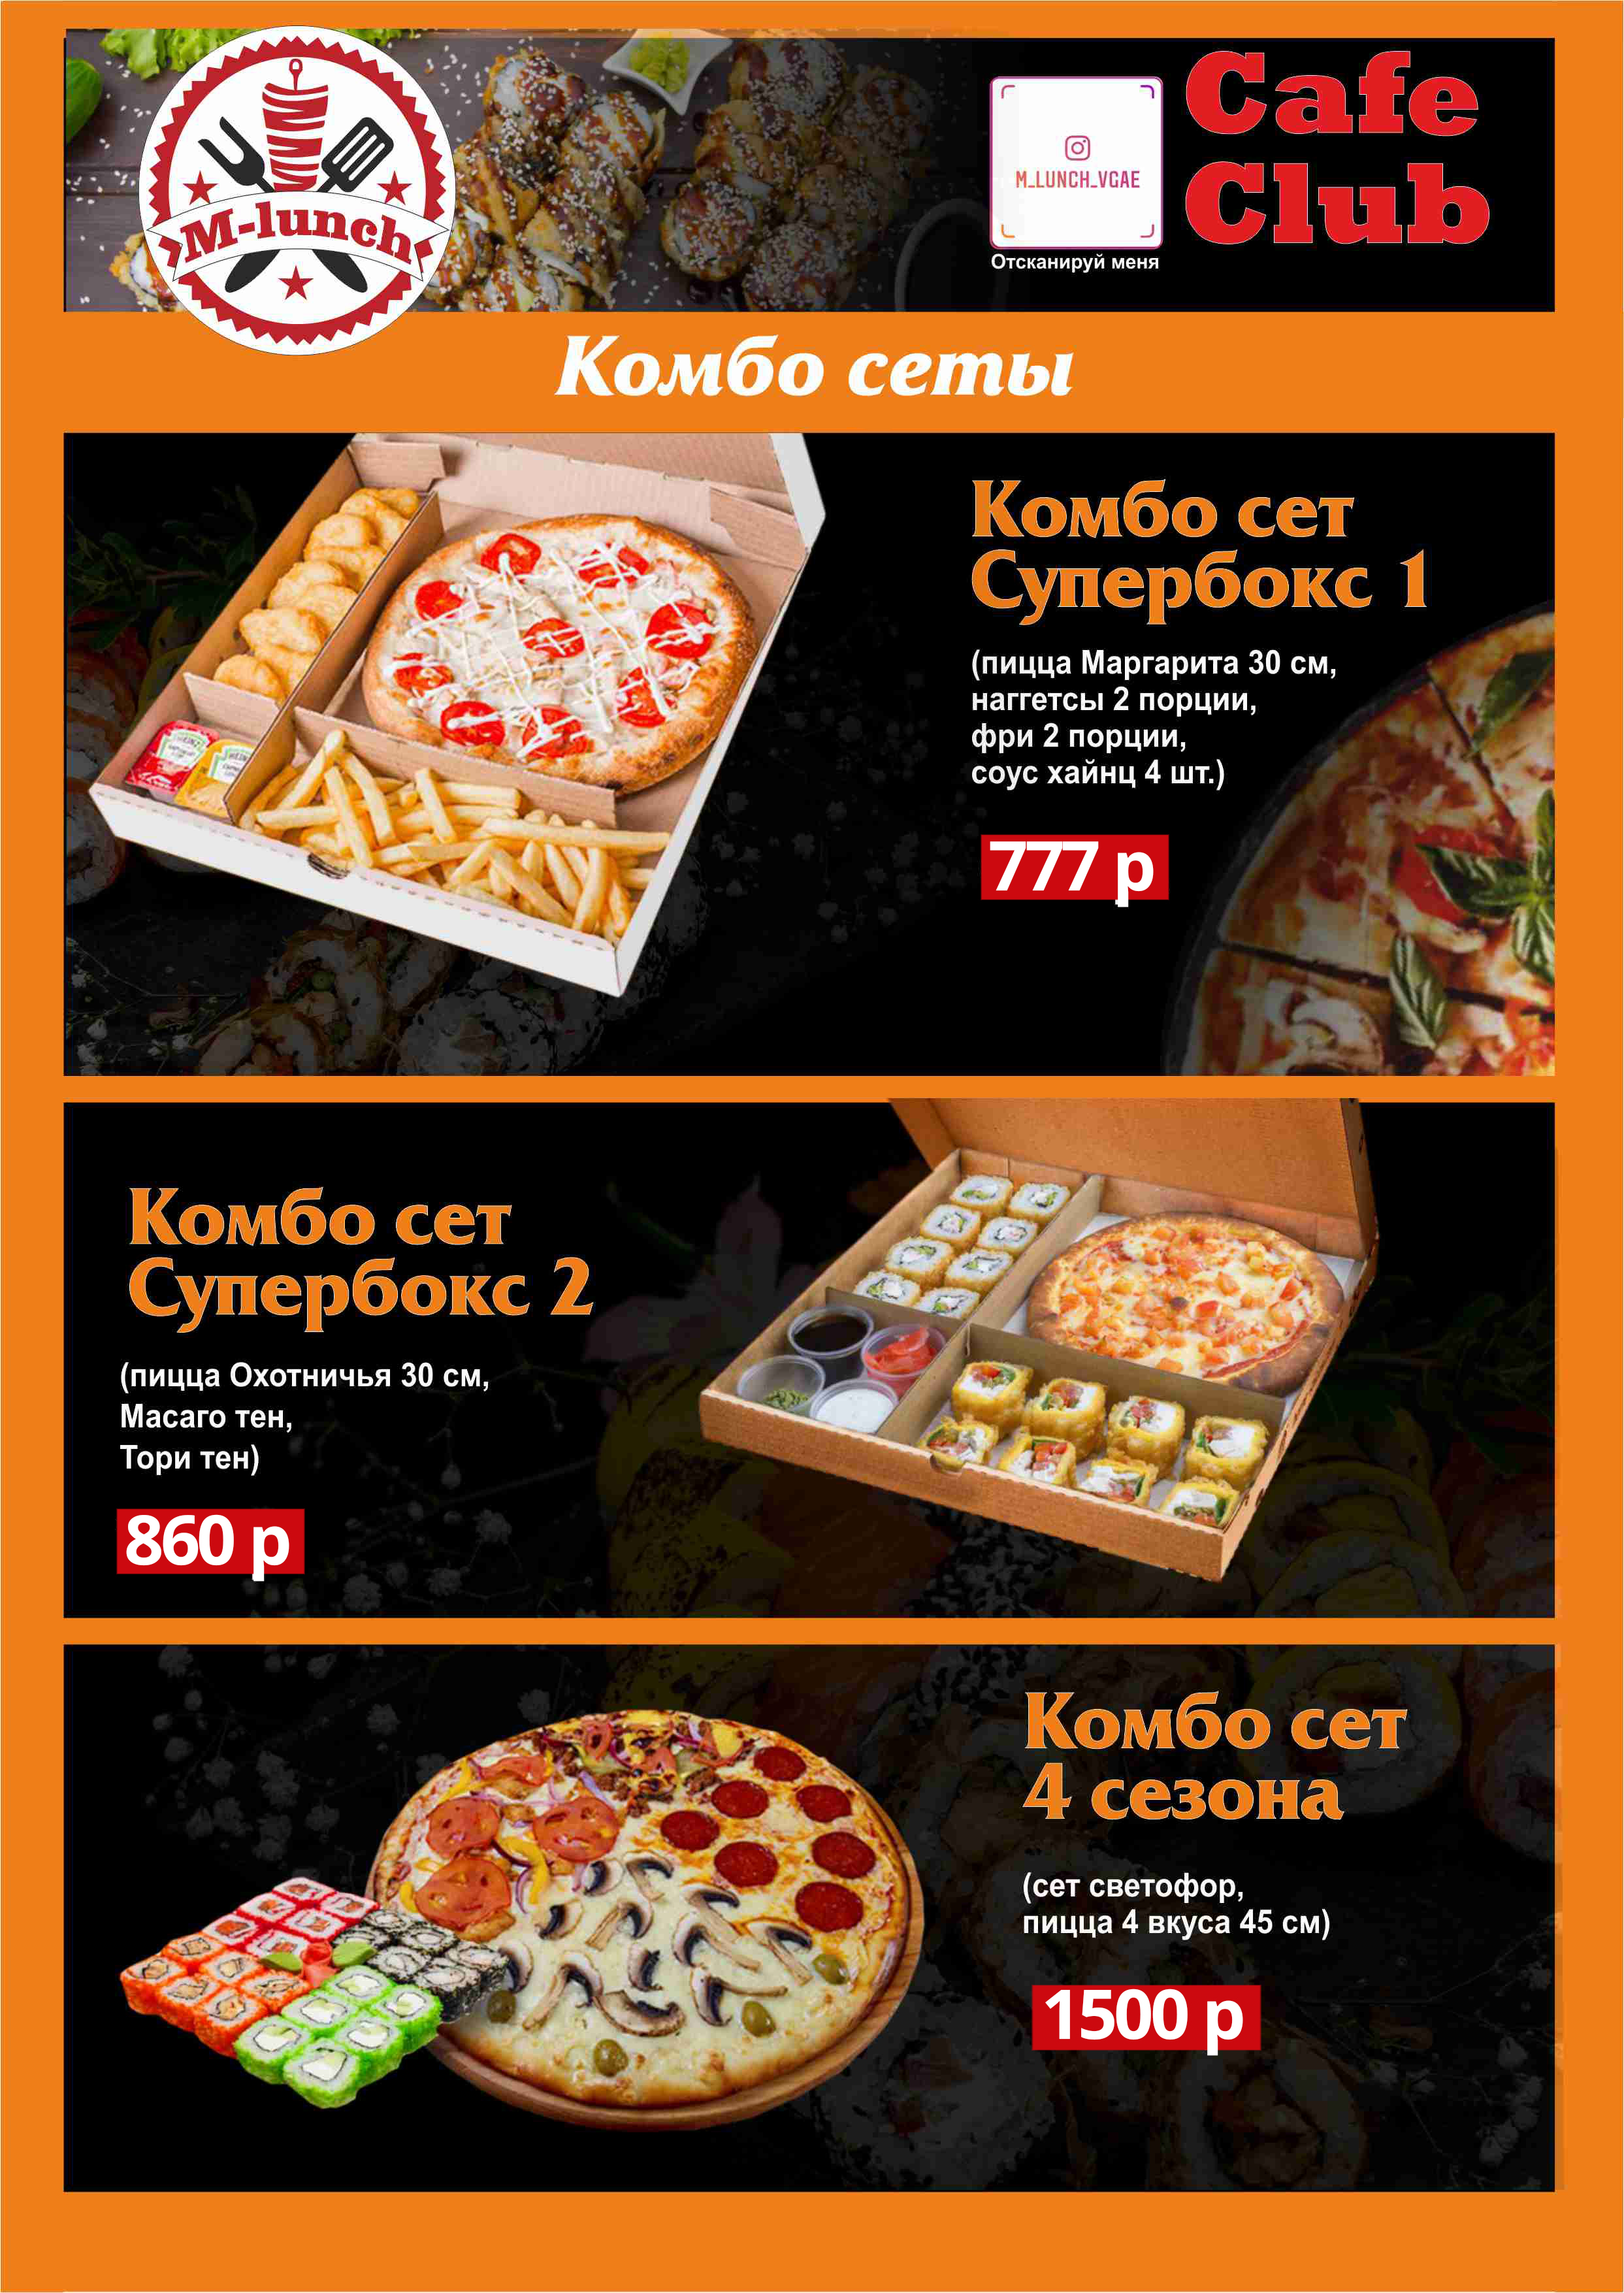 M-lunch
M_LUNCH_VGAE
Отсканируй меня
Cafe
Club
Комбо сеты
Комбо сет
Супербокс 1
(пицца Маргарита 30 см,
наггетсы 2 порции,
фри 2 порции,
соус хайнц 4 шт.)
777 р
Комбо сет
Супербокс 2
(пицца Охотничья 30 см,
Масаго тен,
Тори тен)
860 р
Комбо сет
4 сезона
(сет светофор,
пицца 4 вкуса 45 см)
1500 р